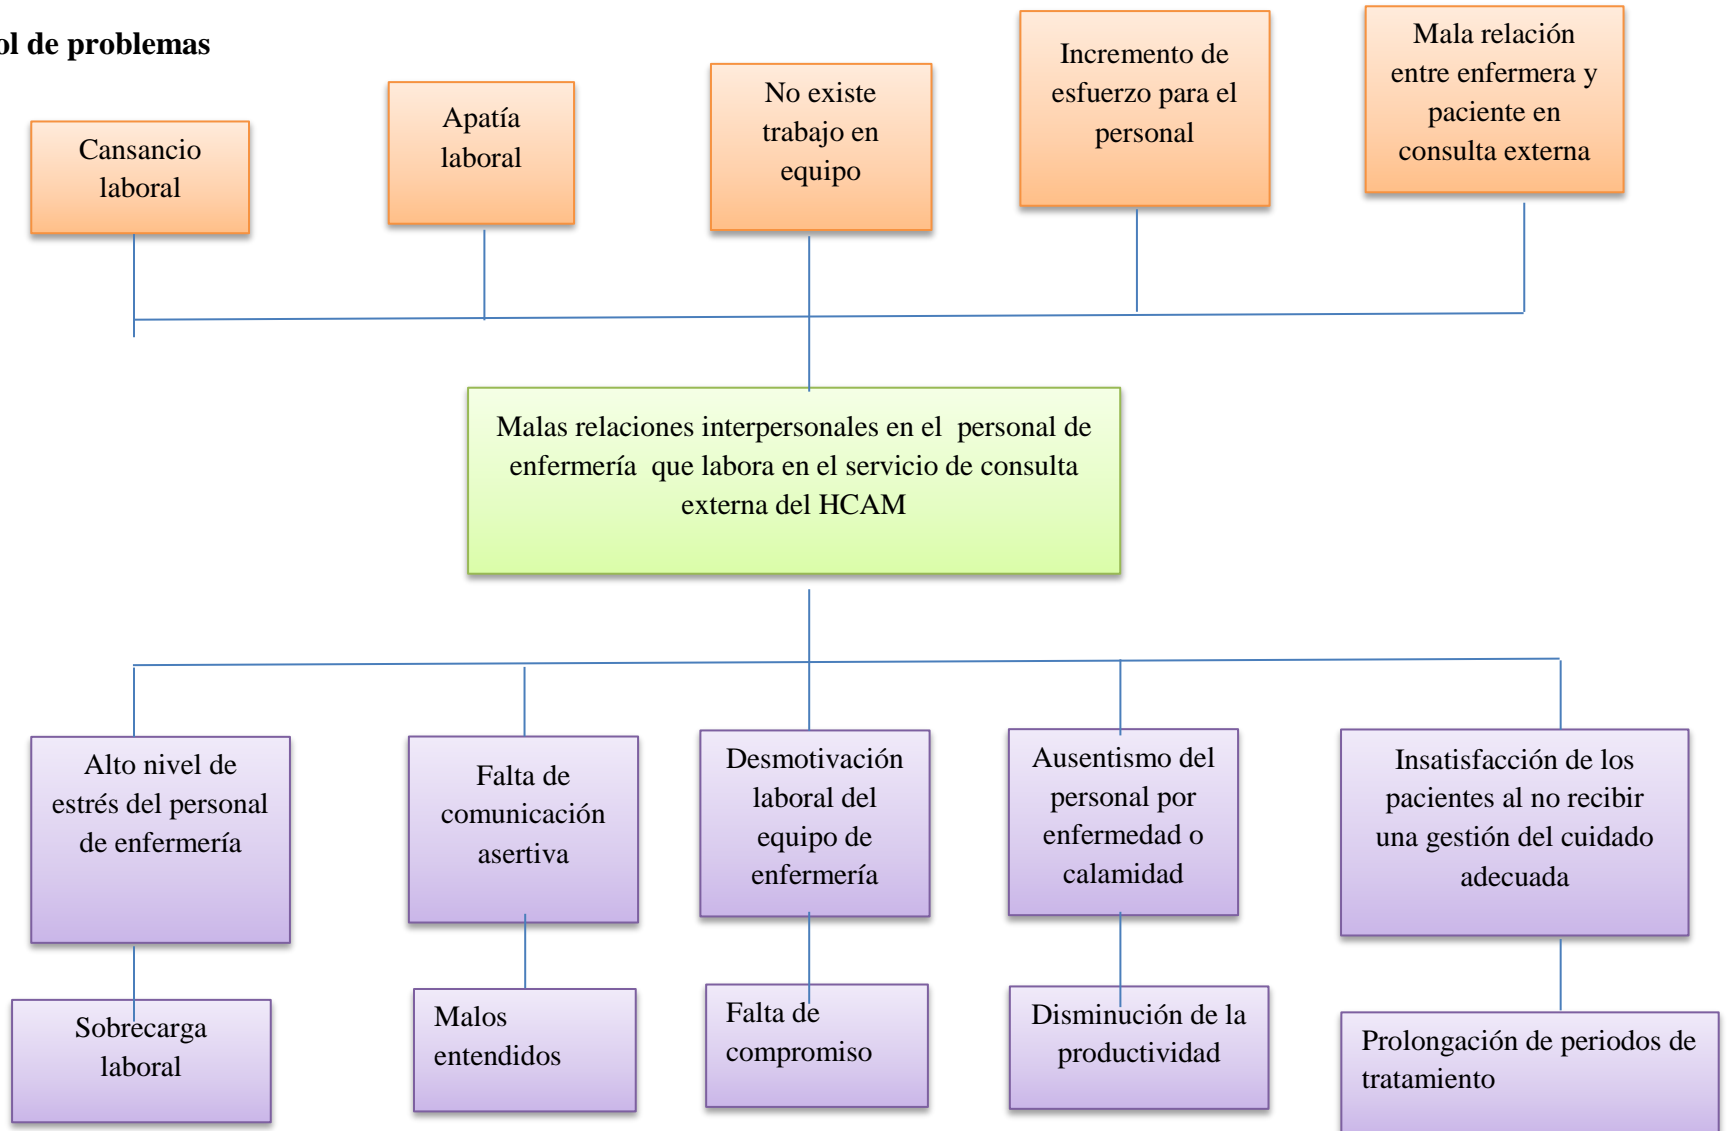 ol de problemas
Cansancio
laboral
Apatía
laboral
No existe
trabajo en
equipo
Incremento de
esfuerzo para el
personal
Mala relación
entre enfermera y
paciente en
consulta externa
Malas relaciones interpersonales en el personal de
enfermería que labora en el servicio de consulta
externa del HCAM
Alto nivel de
estrés del personal
de enfermería
Falta de
comunicación
asertiva
Desmotivación
laboral del
equipo de
enfermería
Ausentismo del
personal por
enfermedad o
calamidad
Insatisfacción de los
pacientes al no recibir
una gestión del cuidado
adecuada
Sobrecarga
laboral
Malos
entendidos
Falta de
compromiso
Disminución de la
productividad
Prolongación de periodos de
tratamiento